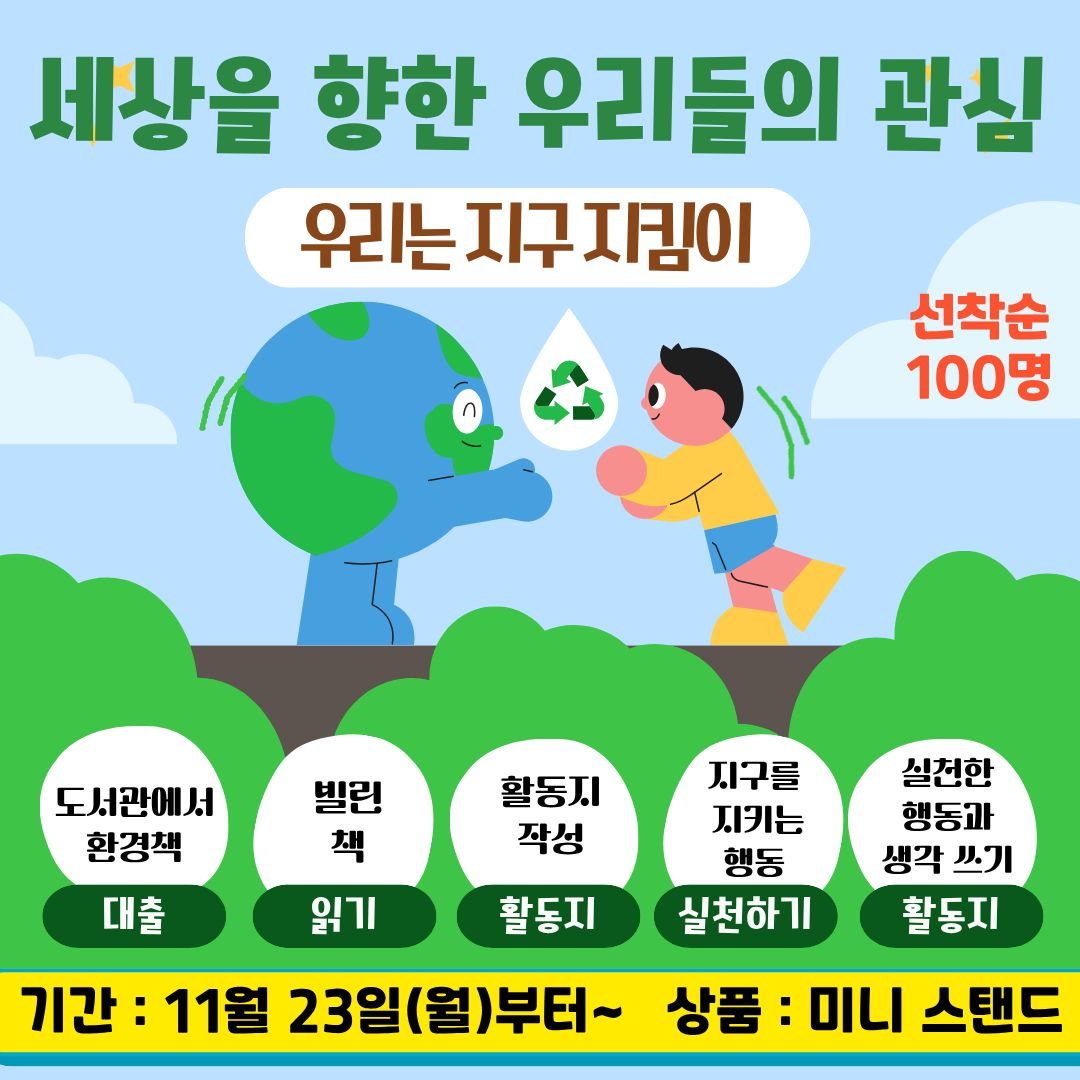 세상을 향한 우리들의 관심
우리는 지구 지킴이
선착순
100명
도서관에서
환경책
대출
빌린
책
읽기
활동지
작성
활동지
지구를
지키는
행동
실천하기
실천한
행동과
생각 쓰기
활동지
기간 : 11월 23일(월)부터~ 상품 : 미니 스탠드